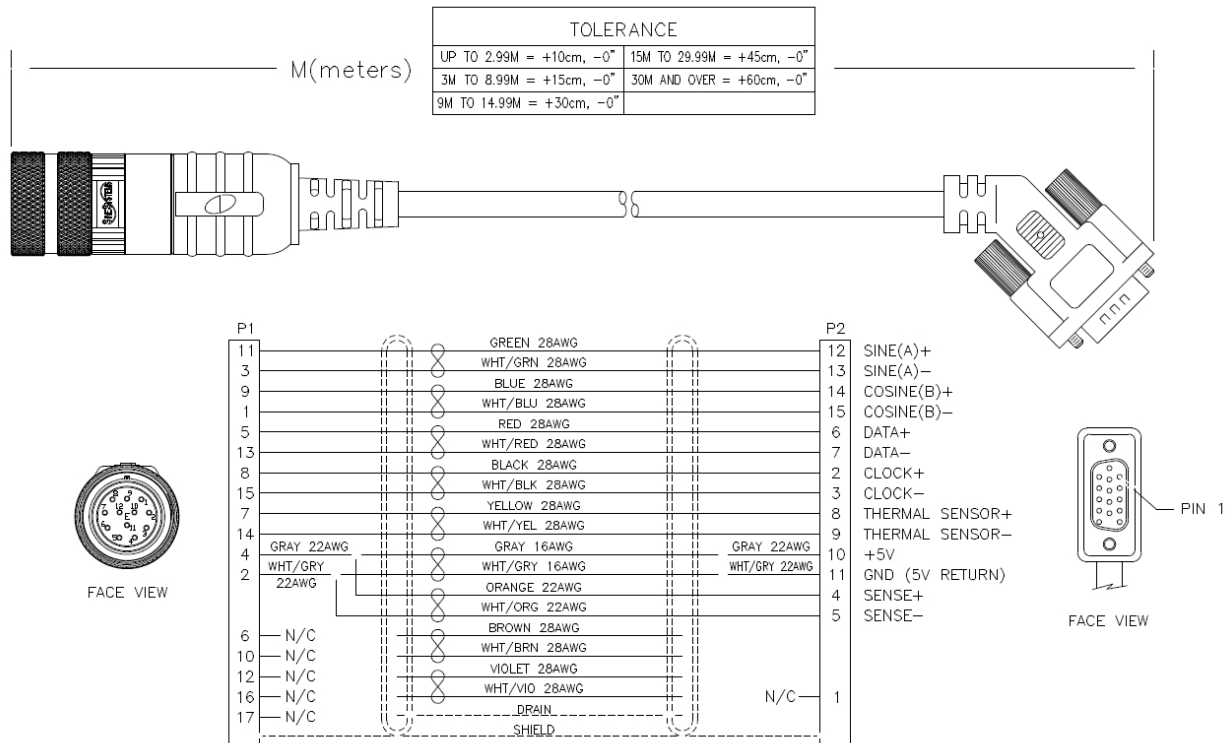 TOLERANCE
UP TO 2.99M = +10cm, -0" 15M TO 29.99M = +45cm, -0"
3M TO 8.99M = +15cm, -0" 30M AND OVER = +60cm, -0"
9M TO 14.99M = +30cm, -0"
M(meters)
P1 P2
11 GREEN 28AWG 12 SINE(A)+
3 WHT/GRN 28AWG 13 SINE(A)-
9 BLUE 28AWG 14 COSINE(B)+
1 WHT/BLU 28AWG 15 COSINE(B)-
5 RED 28AWG 6 DATA+
13 WHT/RED 28AWG 7 DATA-
8 BLACK 28AWG 2 CLOCK+
15 WHT/BLK 28AWG 3 CLOCK-
7 YELLOW 28AWG 8 THERMAL SENSOR+
14 WHT/YEL 28AWG 9 THERMAL SENSOR-
4 GRAY 22AWG GRAY 16AWG GRAY 22AWG 10 +5V
2 WHT/GRY 22AWG WHT/GRY 16AWG WHT/GRY 22AWG 11 GND (5V RETURN)
ORANGE 22AWG 4 SENSE+
WHT/ORG 22AWG 5 SENSE-
6 N/C BROWN 28AWG
10 N/C WHT/BRN 28AWG
12 N/C VIOLET 28AWG
16 N/C WHT/VIO 28AWG N/C 1
17 N/C DRAIN
SHIELD
FACE VIEW
PIN 1
FACE VIEW